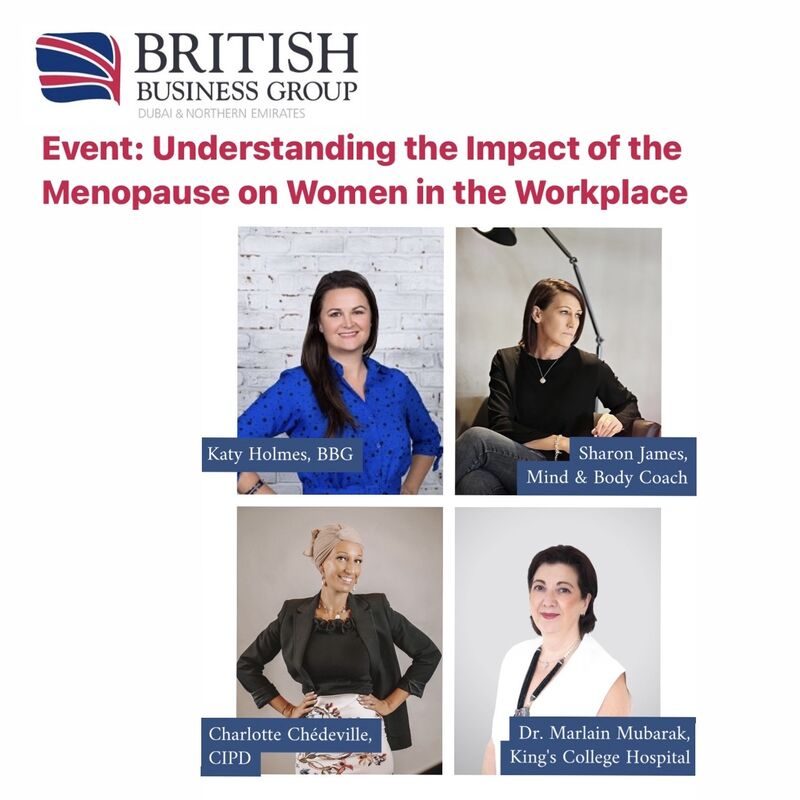 BRITISH
BUSINESS GROUP
DUBAI & NORTHERN EMIRATES
Event: Understanding the Impact of the
Menopause on Women in the Workplace
Katy Holmes, BBG
Sharon James,
Mind & Body Coach
Charlotte Chédeville,
CIPD
Dr. Marlain Mubarak,
King's College Hospital